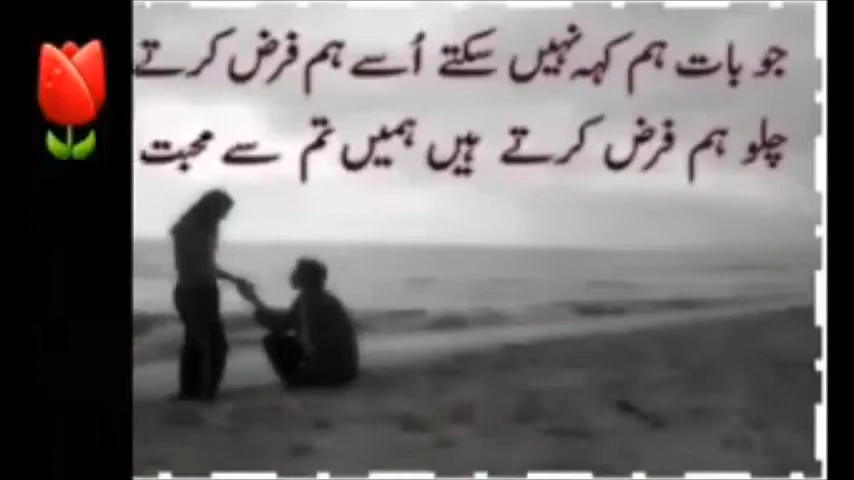 جو بات ہم کہہ نہیں سکتے اُسے ہم فرض کرتے
چلو ہم فرض کرتے ہیں ہمیں تم سے محبت